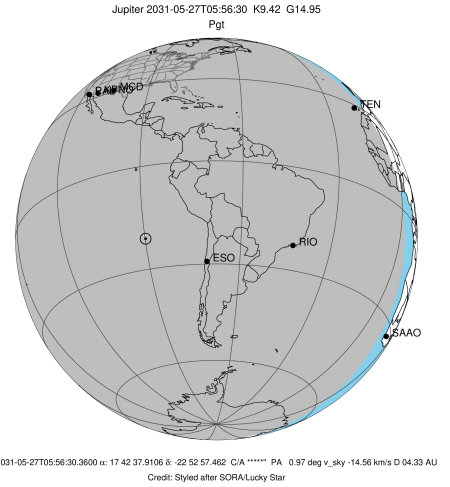 Jupiter 2031-05-27T05:56:30 K9.42 G14.95
Pgt
MCD
TEN
RIO
ESO
SAAO
031-05-27T05:56:30.3600 α: 17 42 37.9106 δ: -22 52 57.462 C/A *****" PA 0.97 deg v_sky -14.56 km/s D 04.33 AU
Credit: Styled after SORA/Lucky Star